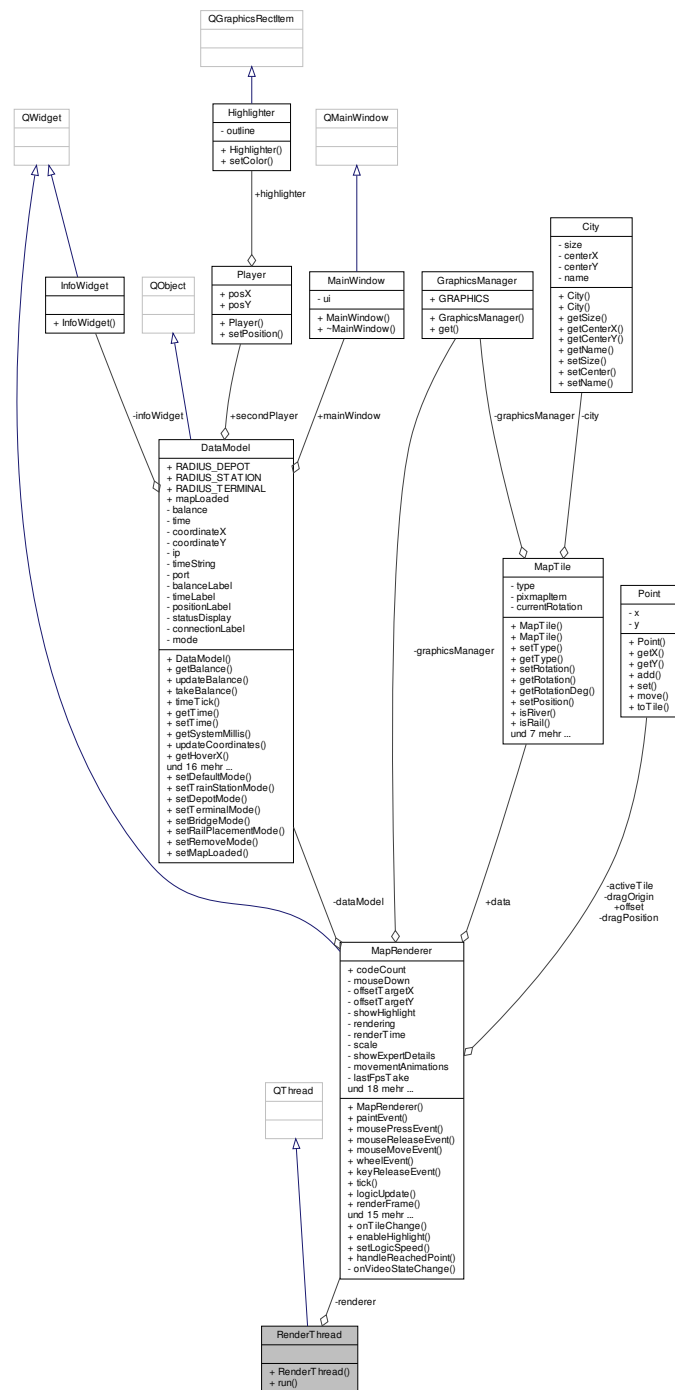 QGraphicsRectItem
Highlighter
- outline
+ Highlighter()
+ setColor()
QWidget
QMainWindow
+highlighter
City
- size
- centerX
- centerY
- name
+ City()
+ City()
+ getSize()
+ getCenterX()
+ getCenterY()
+ getName()
+ setSize()
+ setCenter()
+ setName()
InfoWidget
+ InfoWidget()
QObject
Player
+ posX
+ posY
+ Player()
+ setPosition()
MainWindow
- ui
+ MainWindow()
+ ~MainWindow()
GraphicsManager
+ GRAPHICS
+ GraphicsManager()
+ get()
-infoWidget
+secondPlayer
+mainWindow
-graphicsManager
-city
DataModel
+ RADIUS_DEPOT
+ RADIUS_STATION
+ RADIUS_TERMINAL
+ mapLoaded
- balance
- time
- coordinateX
- coordinateY
- ip
- timeString
- port
- balanceLabel
- timeLabel
- positionLabel
- statusDisplay
- connectionLabel
- mode
+ DataModel()
+ getBalance()
+ updateBalance()
+ takeBalance()
+ timeTick()
+ getTime()
+ setTime()
+ getSystemMillis()
+ updateCoordinates()
+ getHoverX()
und 16 mehr ...
+ setDefaultMode()
+ setTrainStationMode()
+ setDepotMode()
+ setTerminalMode()
+ setBridgeMode()
+ setRailPlacementMode()
+ setRemoveMode()
+ setMapLoaded()
-graphicsManager
MapTile
- type
- pixmapItem
- currentRotation
+ MapTile()
+ MapTile()
+ setType()
+ getType()
+ setRotation()
+ getRotation()
+ getRotationDeg()
+ setPosition()
+ isRiver()
+ isRail()
und 7 mehr ...
Point
- x
- y
+ Point()
+ getX()
+ getY()
+ add()
+ set()
+ move()
+ toTile()
-dataModel
+data
-activeTile
-dragOrigin
+offset
-dragPosition
MapRenderer
+ codeCount
- mouseDown
- offsetTargetX
- offsetTargetY
- showHighlight
- rendering
- renderTime
- scale
- showExpertDetails
- movementAnimations
- lastFpsTake
und 18 mehr ...
+ MapRenderer()
+ paintEvent()
+ mousePressEvent()
+ mouseReleaseEvent()
+ mouseMoveEvent()
+ wheelEvent()
+ keyReleaseEvent()
+ tick()
+ logicUpdate()
+ renderFrame()
und 15 mehr ...
+ onTileChange()
+ enableHighlight()
+ setLogicSpeed()
+ handleReachedPoint()
- onVideoStateChange()
QThread
-renderer
RenderThread
+ RenderThread()
+ run()